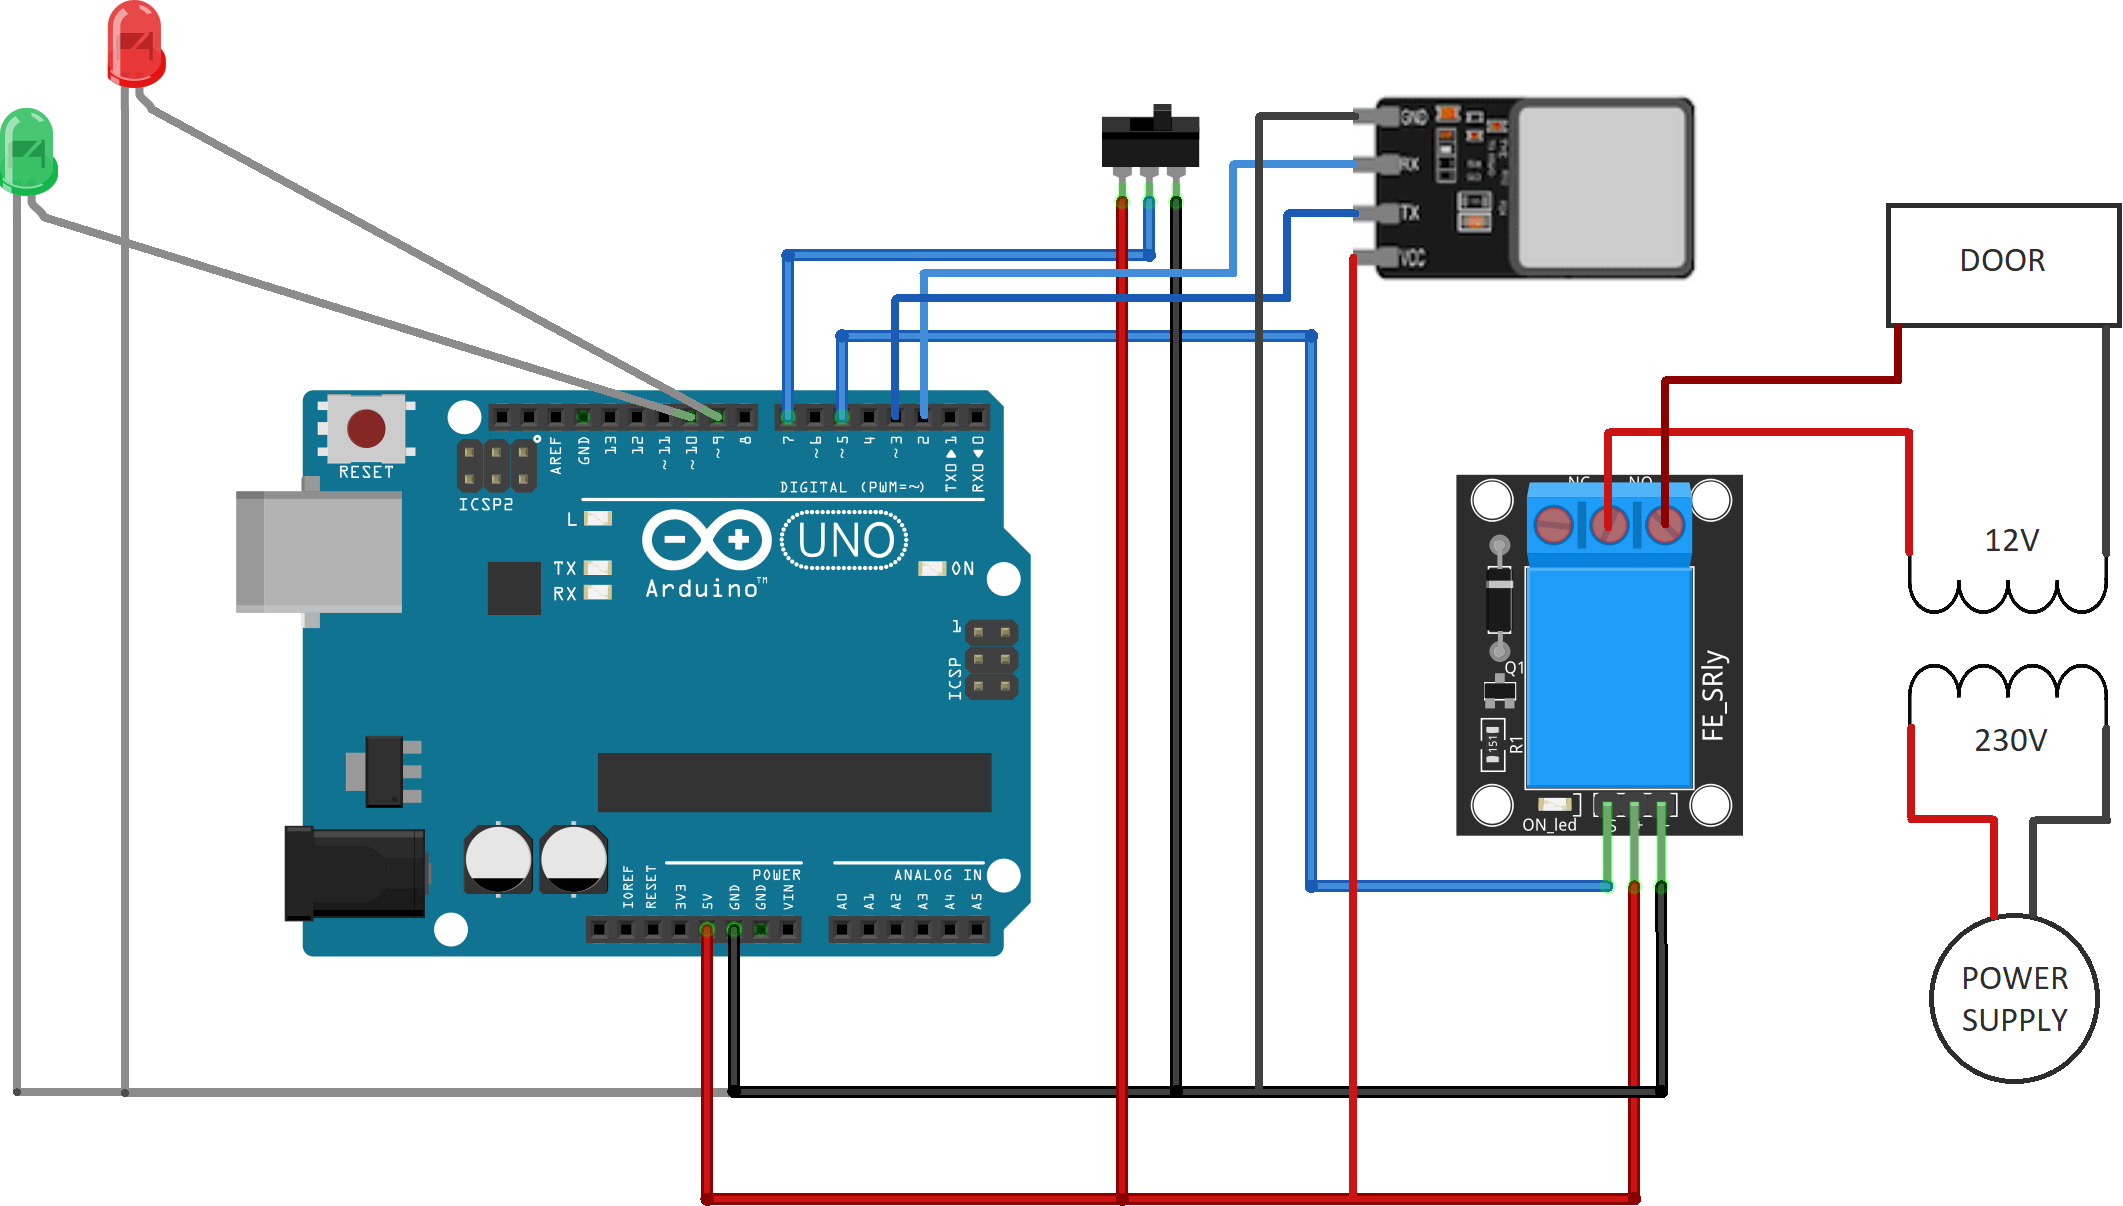 GND
RX
TX
VCC
DOOR
RESET
ICSP2
AREF
GND
13
12
~11
~10
~9
8
7
~6
~5
4
~3
2
TX0 ▶ 1
RX0 ◀ 0
DIGITAL (PWM=~)
L
TX
RX
UNO
Arduino™
ON
1
ICSP
NC
NO
12V
Q1
151
R1
FE_SRly
230V
ON_led
S
+
-
IOREF
RESET
3V3
5V
GND
GND
VIN
POWER
ANALOG IN
A0
A1
A2
A3
A4
A5
POWER
SUPPLY